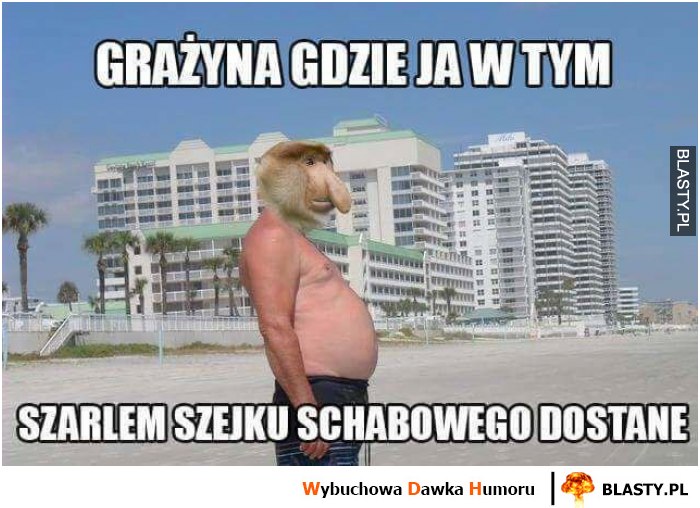 GRAŻYNA GDZIE JA W TYM
BLASTY.PL
SZARLEM SZEJKU SCHABOWEGO DOSTANE
Wybuchowa Dawka Humoru
BLASTY.PL